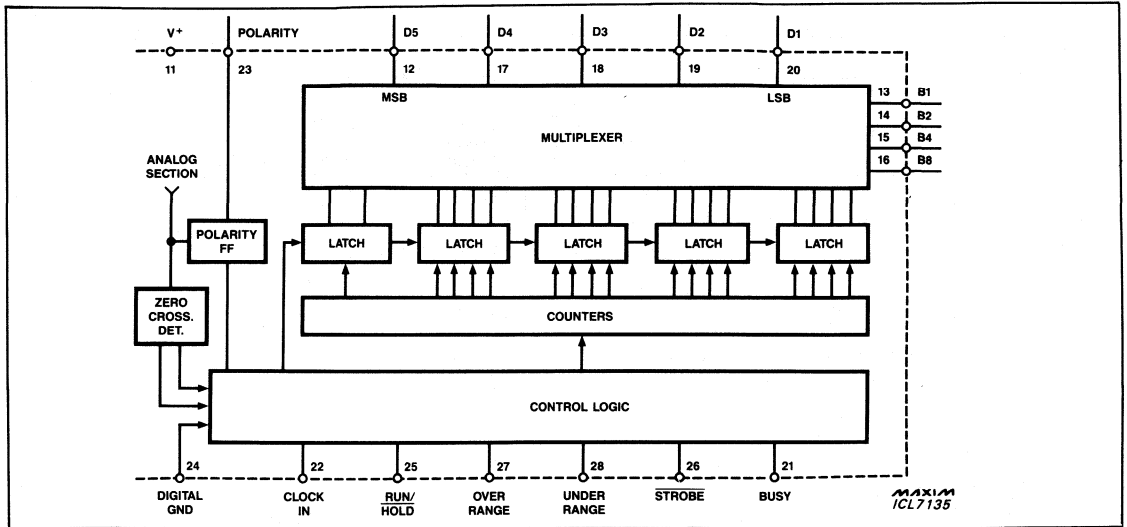 V+ POLARITY D5 D4 D3 D2 D1
11 23 12 17 18 19 20
MSB LSB
MULTIPLEXER
13 B1
14 B2
15 B4
16 B8
ANALOG
SECTION
POLARITY
FF
LATCH LATCH LATCH LATCH LATCH
ZERO
CROSS.
DET.
COUNTERS
CONTROL LOGIC
24 22 25 27 28 26 21
DIGITAL
GND
CLOCK
IN
RUN/
HOLD
OVER
RANGE
UNDER
RANGE
STROBE
BUSY
MAXIM
ICL7135